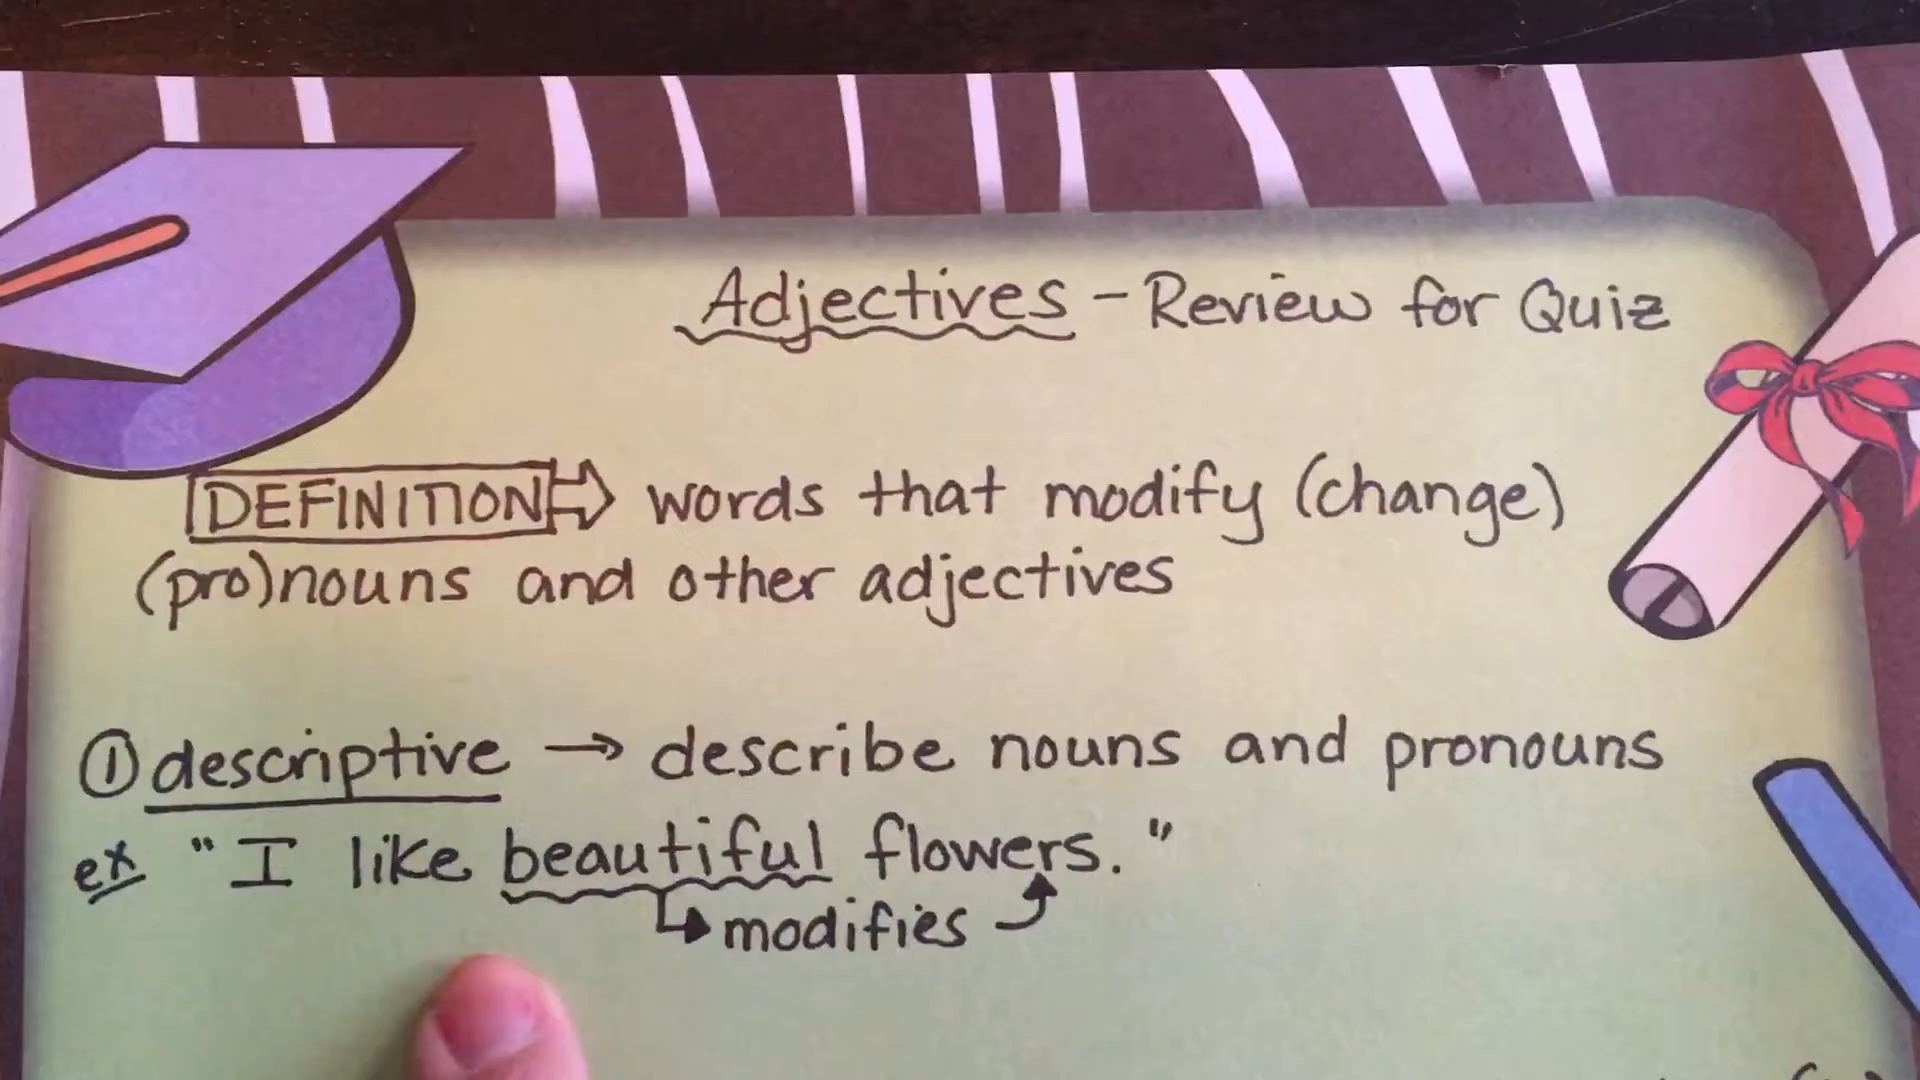 Adjectives - Review for Quiz
DEFINITION ⇨ words that modify (change)
(pro)nouns and other adjectives
① descriptive → describe nouns and pronouns
ex "I like beautiful flowers."
↳ modifies ⤴